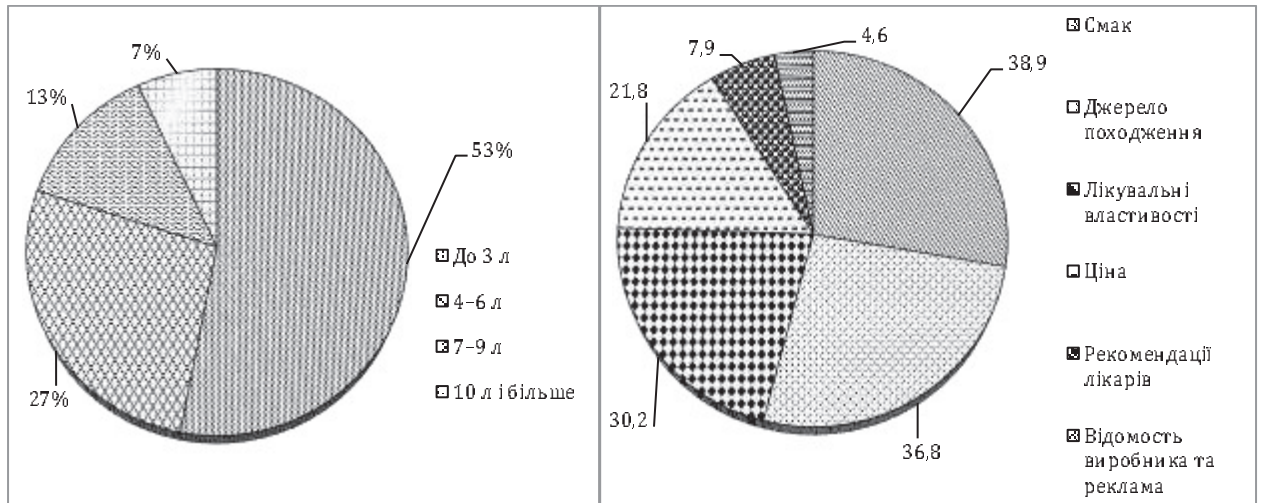 7%
13%
53%
27%
До 3 л
4–6 л
7–9 л
10 л і більше
4,6
7,9
38,9
21,8
30,2
36,8
Смак
Джерело
походження
Лікувальні
властивості
Ціна
Рекомендації
лікарів
Відомость
виробника та
реклама